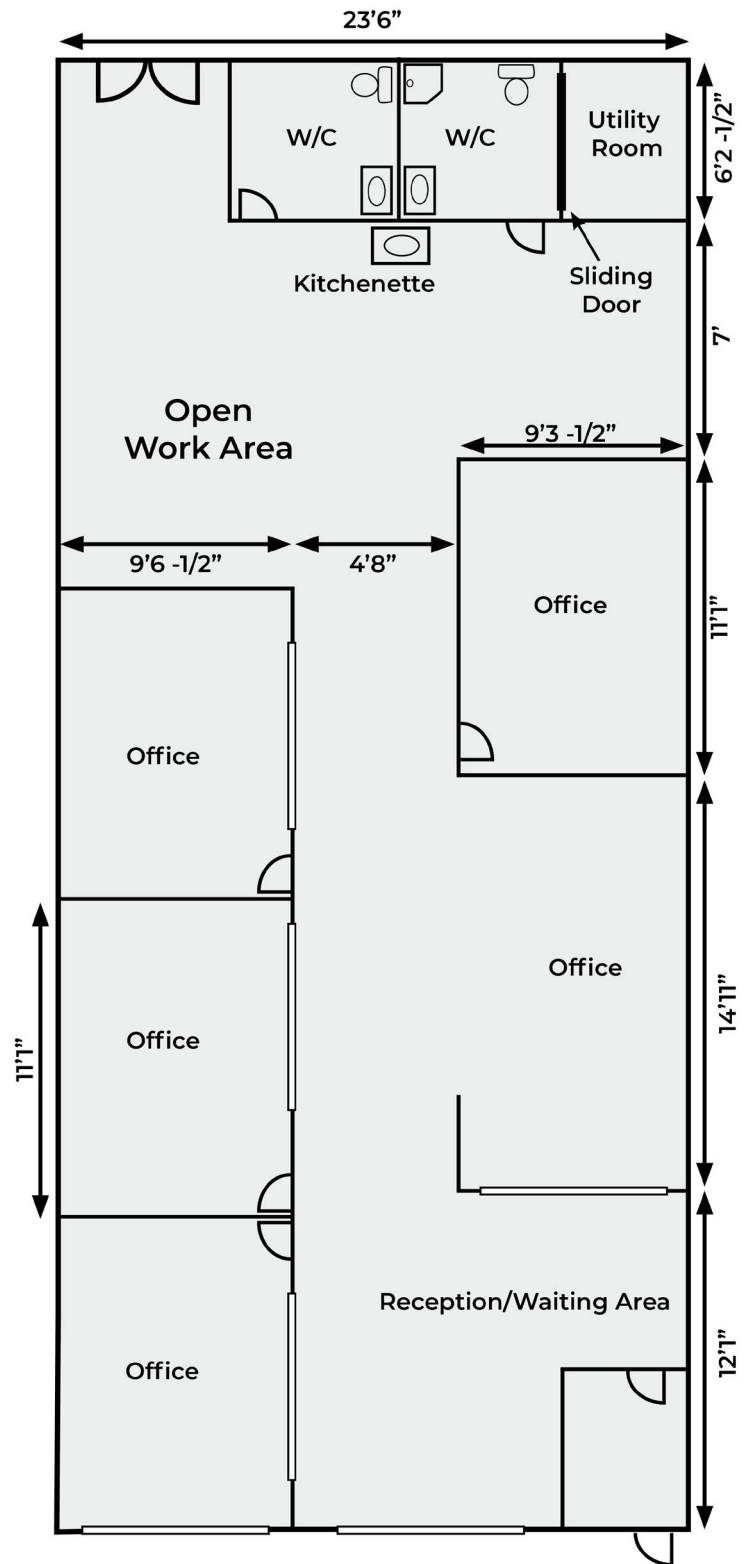 23’6”
W/C
W/C
Utility
Room
6’2 -1/2”
Kitchenette
Sliding
Door
7’
Open
Work Area
9’3 -1/2”
9’6 -1/2”
4’8”
Office
11’1”
Office
Office
14’11”
Office
11’1”
Reception/Waiting Area
Office
12’1”